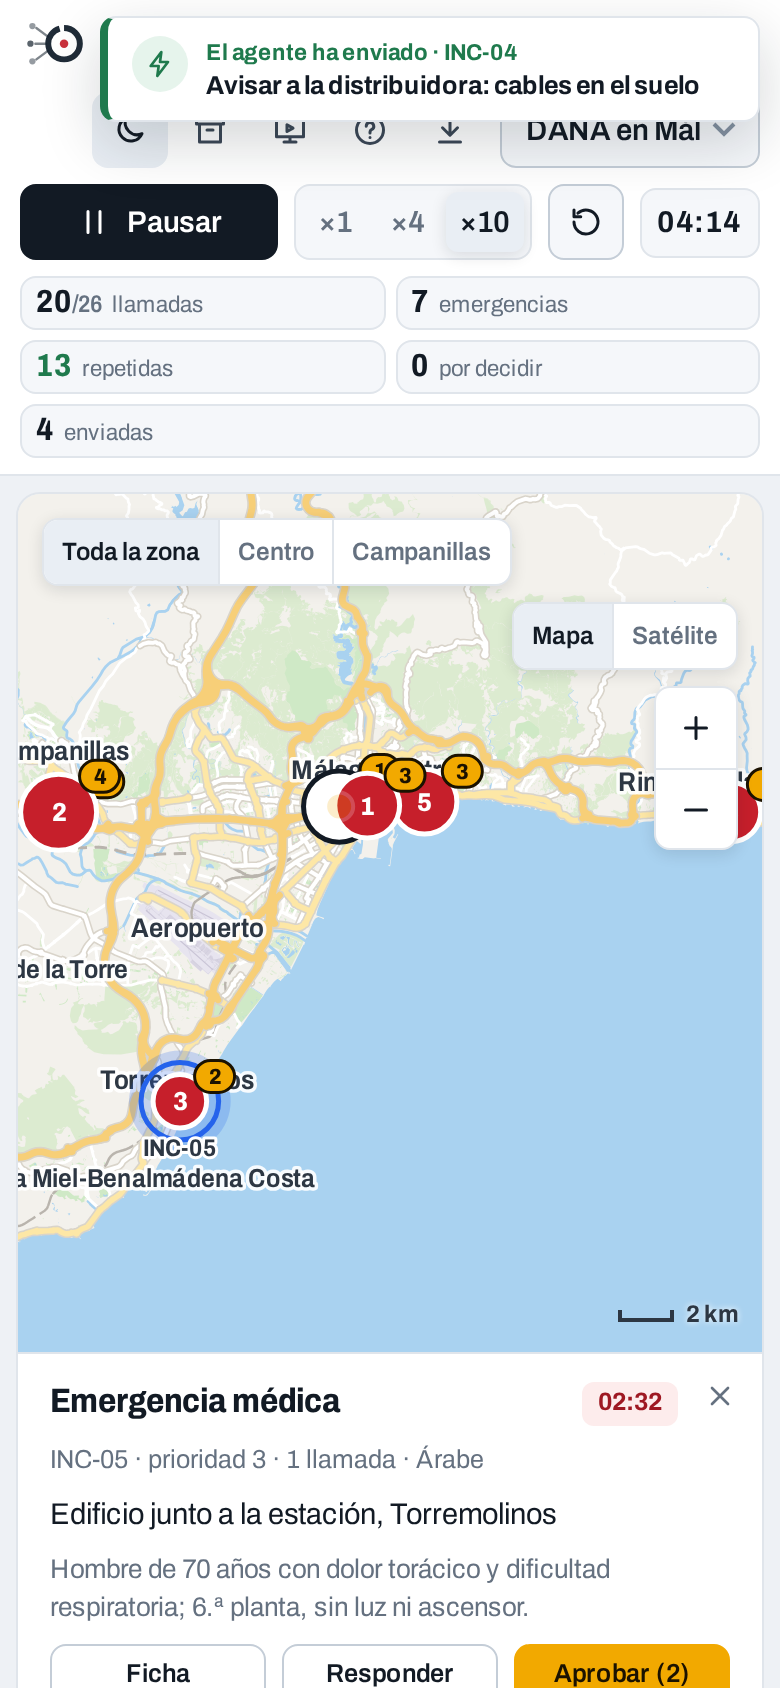 El agente ha enviado · INC-04
Avisar a la distribuidora: cables en el suelo
DANA en Mál
Pausar
×1 ×4 ×10
04:14
20/26 llamadas
7 emergencias
13 repetidas
0 por decidir
4 enviadas
Toda la zona Centro Campanillas
Mapa Satélite
+
mpanillas
4
2
1
3
3
1
5
−
Aeropuerto
de la Torre
2
3
INC-05
a Miel-Benalmádena Costa
2 km
Emergencia médica
02:32
INC-05 · prioridad 3 · 1 llamada · Árabe
Edificio junto a la estación, Torremolinos
Hombre de 70 años con dolor torácico y dificultad
respiratoria; 6.ª planta, sin luz ni ascensor.
Ficha
Responder
Aprobar (2)